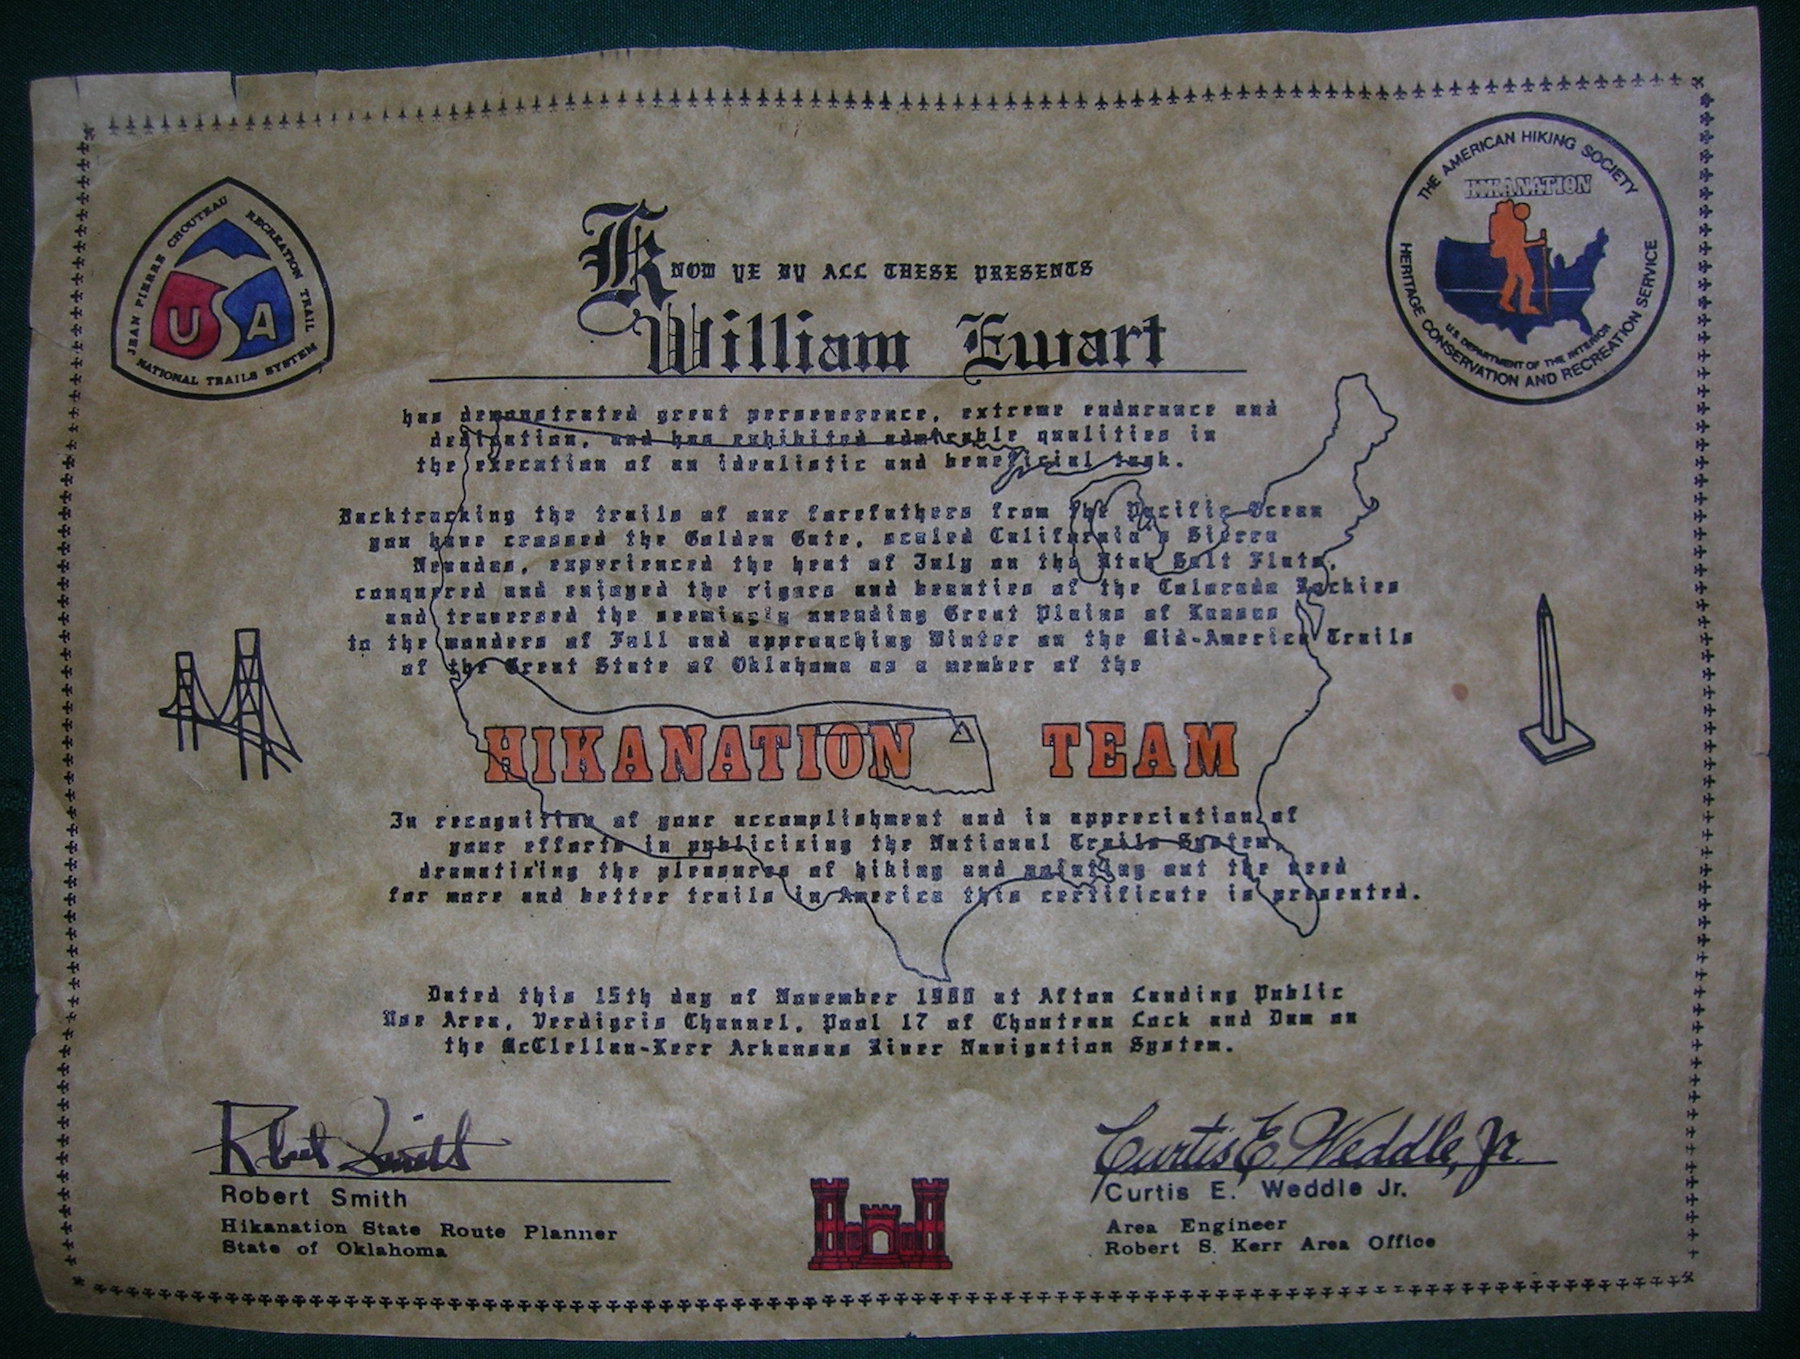 JEAN PIERRE CHOUTEAU RECREATION TRAIL
USA
NATIONAL TRAILS SYSTEM
THE AMERICAN HIKING SOCIETY
HIKANATION
U.S. DEPARTMENT OF THE INTERIOR
HERITAGE CONSERVATION AND RECREATION SERVICE
KNOW YE BY ALL THESE PRESENTS
William Ewart
has demonstrated great perseverence, extreme endurance and
dedication, and has exhibited admirable qualities in
the execution of an idealistic and beneficial task.
Backtracking the trails of our forefathers from the Pacific Ocean
you have crossed the Golden Gate, scaled California's Sierra
Nevadas, experienced the heat of July on the Utah Salt Flats,
conquered and enjoyed the rigors and beauties of the Colorado Rockies
and traversed the seemingly unending Great Plains of Kansas
to the wonders of Fall and approaching Winter on the Mid-America Trails
of the Great State of Oklahoma as a member of the
HIKANATION TEAM
In recognition of your accomplishment and in appreciation of
your efforts in publicizing the National Trails System,
dramatizing the pleasures of hiking and pointing out the need
for more and better trails in America this certificate is presented.
Dated this 15th day of November 1980 at Afton Landing Public
Use Area, Verdigris Channel, Pool 17 of Chouteau Lock and Dam on
the McClellan-Kerr Arkansas River Navigation System.
Robert Smith
Robert Smith
Hikanation State Route Planner
State of Oklahoma
Curtis E. Weddle, Jr.
Curtis E. Weddle Jr.
Area Engineer
Robert S. Kerr Area Office